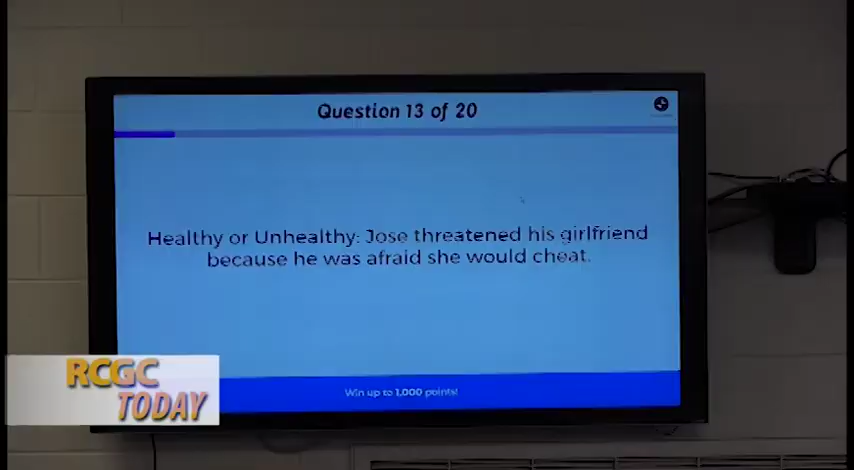 Question 13 of 20
Healthy or Unhealthy: Jose threatened his girlfriend
because he was afraid she would cheat.
Win up to 1,000 points!
RCGC
TODAY